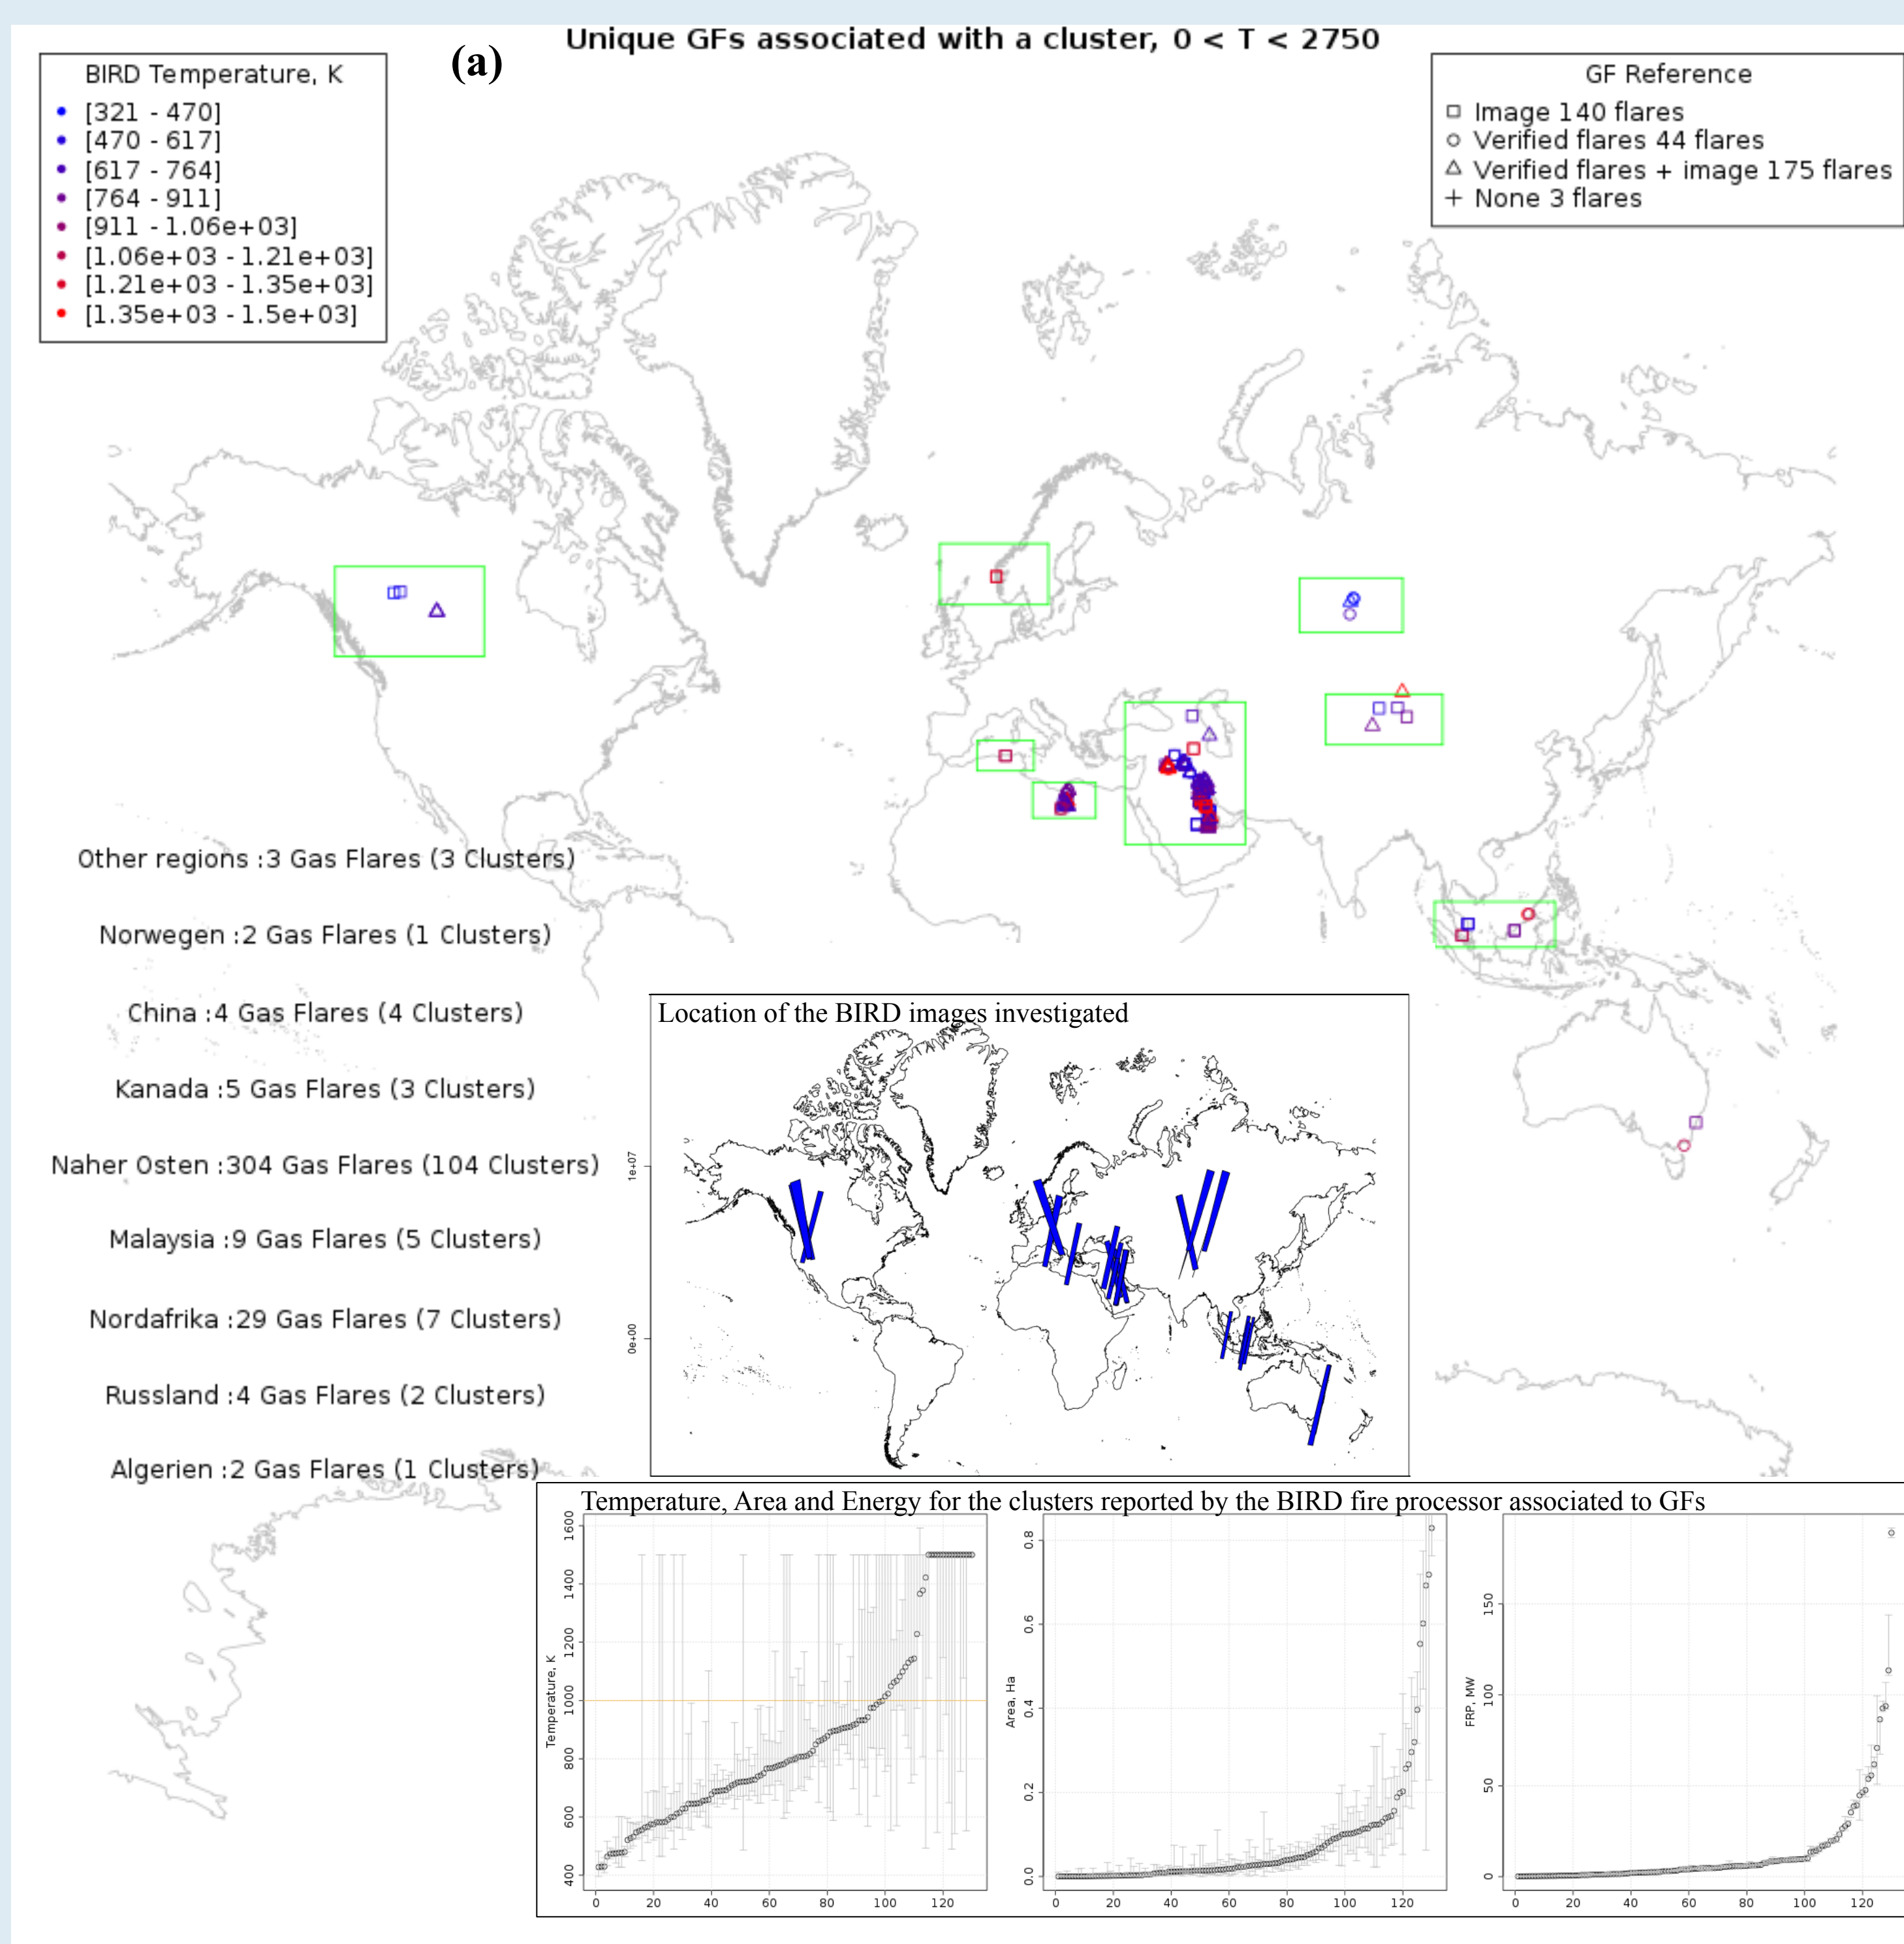 Unique GFs associated with a cluster, 0 < T < 2750
(a)
BIRD Temperature, K
[321 - 470]
[470 - 617]
[617 - 764]
[764 - 911]
[911 - 1.06e+03]
[1.06e+03 - 1.21e+03]
[1.21e+03 - 1.35e+03]
[1.35e+03 - 1.5e+03]
GF Reference
Image 140 flares
Verified flares 44 flares
Verified flares + image 175 flares
None 3 flares
Other regions :3 Gas Flares (3 Clusters)
Norwegen :2 Gas Flares (1 Clusters)
China :4 Gas Flares (4 Clusters)
Kanada :5 Gas Flares (3 Clusters)
Naher Osten :304 Gas Flares (104 Clusters)
Malaysia :9 Gas Flares (5 Clusters)
Nordafrika :29 Gas Flares (7 Clusters)
Russland :4 Gas Flares (2 Clusters)
Algerien :2 Gas Flares (1 Clusters)
Location of the BIRD images investigated
1e+07
0e+00
Temperature, Area and Energy for the clusters reported by the BIRD fire processor associated to GFs
Temperature, K
1600
1400
1200
1000
800
600
400
0 20 40 60 80 100 120
Area, Ha
0.8
0.6
0.4
0.2
0.0
0 20 40 60 80 100 120
FRP, MW
150
100
50
0
0 20 40 60 80 100 120